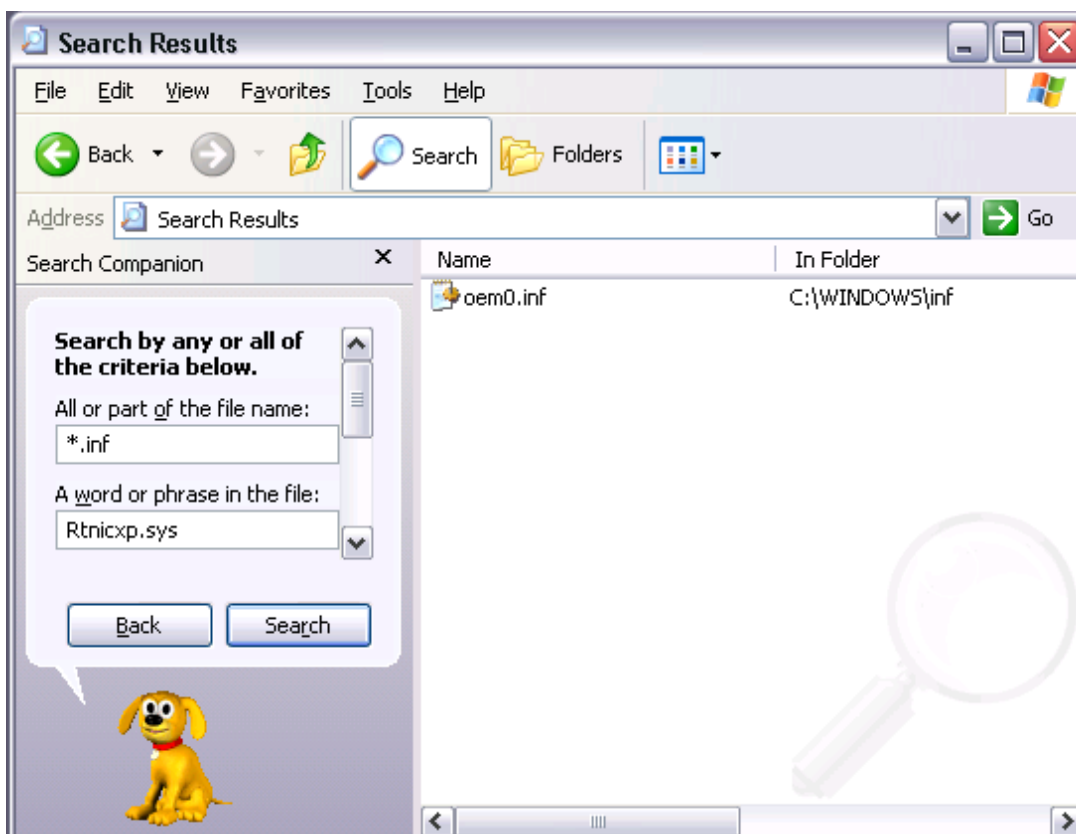 Search Results
File Edit View Favorites Tools Help
Back Search Folders
Address Search Results Go
Search Companion Name In Folder
oem0.inf C:\WINDOWS\inf
Search by any or all of
the criteria below.
All or part of the file name:
*.inf
A word or phrase in the file:
Rtnicxp.sys
Back Search